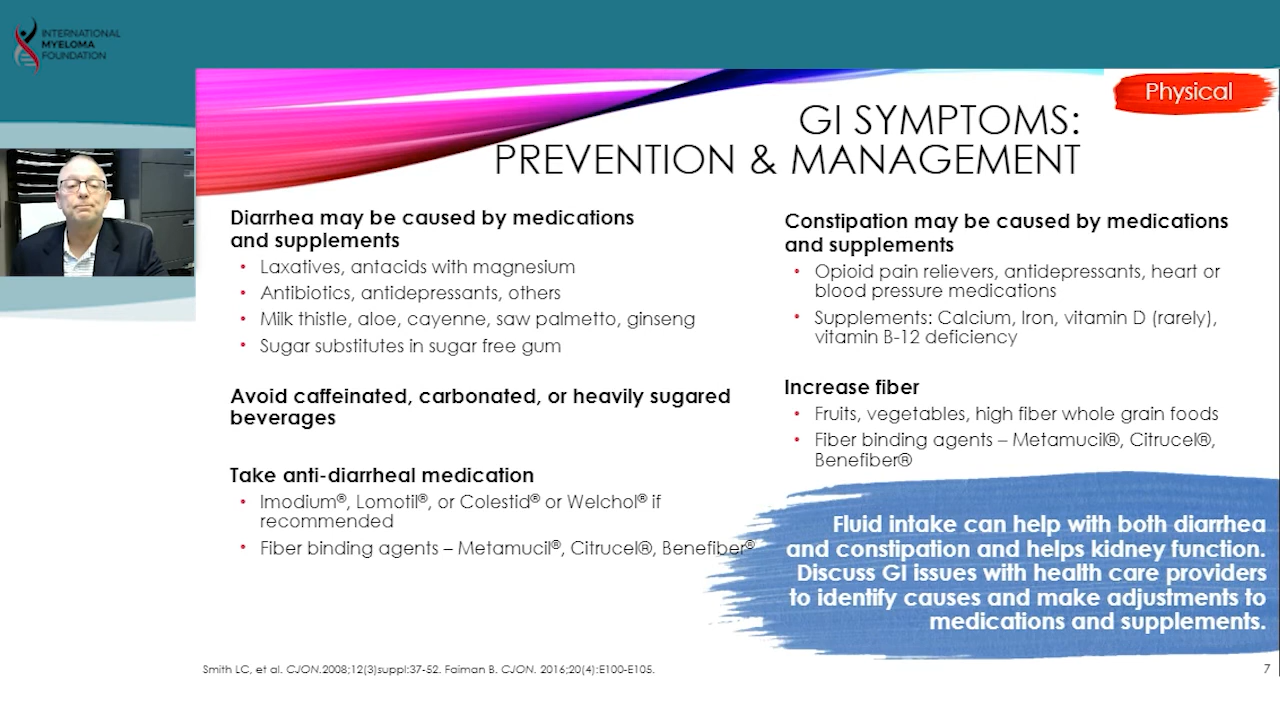 INTERNATIONAL
MYELOMA
FOUNDATION
Physical
GI SYMPTOMS:
PREVENTION & MANAGEMENT
Diarrhea may be caused by medications
and supplements
• Laxatives, antacids with magnesium
• Antibiotics, antidepressants, others
• Milk thistle, aloe, cayenne, saw palmetto, ginseng
• Sugar substitutes in sugar free gum
Avoid caffeinated, carbonated, or heavily sugared
beverages
Take anti-diarrheal medication
• Imodium®, Lomotil®, or Colestid® or Welchol® if
recommended
• Fiber binding agents – Metamucil®, Citrucel®, Benefiber®
Constipation may be caused by medications
and supplements
• Opioid pain relievers, antidepressants, heart or
blood pressure medications
• Supplements: Calcium, Iron, vitamin D (rarely),
vitamin B-12 deficiency
Increase fiber
• Fruits, vegetables, high fiber whole grain foods
• Fiber binding agents – Metamucil®, Citrucel®,
Benefiber®
Fluid intake can help with both diarrhea
and constipation and helps kidney function.
Discuss GI issues with health care providers
to identify causes and make adjustments to
medications and supplements.
Smith LC, et al. CJON.2008;12(3)suppl:37-52. Faiman B. CJON. 2016;20(4):E100-E105.
7